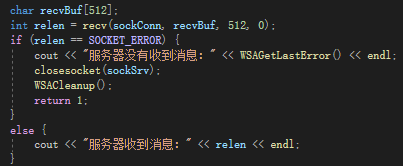 char recvBuf[512];
int relen = recv(sockConn, recvBuf, 512, 0);
if (relen == SOCKET_ERROR) {
    cout << "服务器没有收到消息：" << WSAGetLastError() << endl;
    closesocket(sockSrv);
    WSACleanup();
    return 1;
}
else {
    cout << "服务器收到消息：" << relen << endl;
}